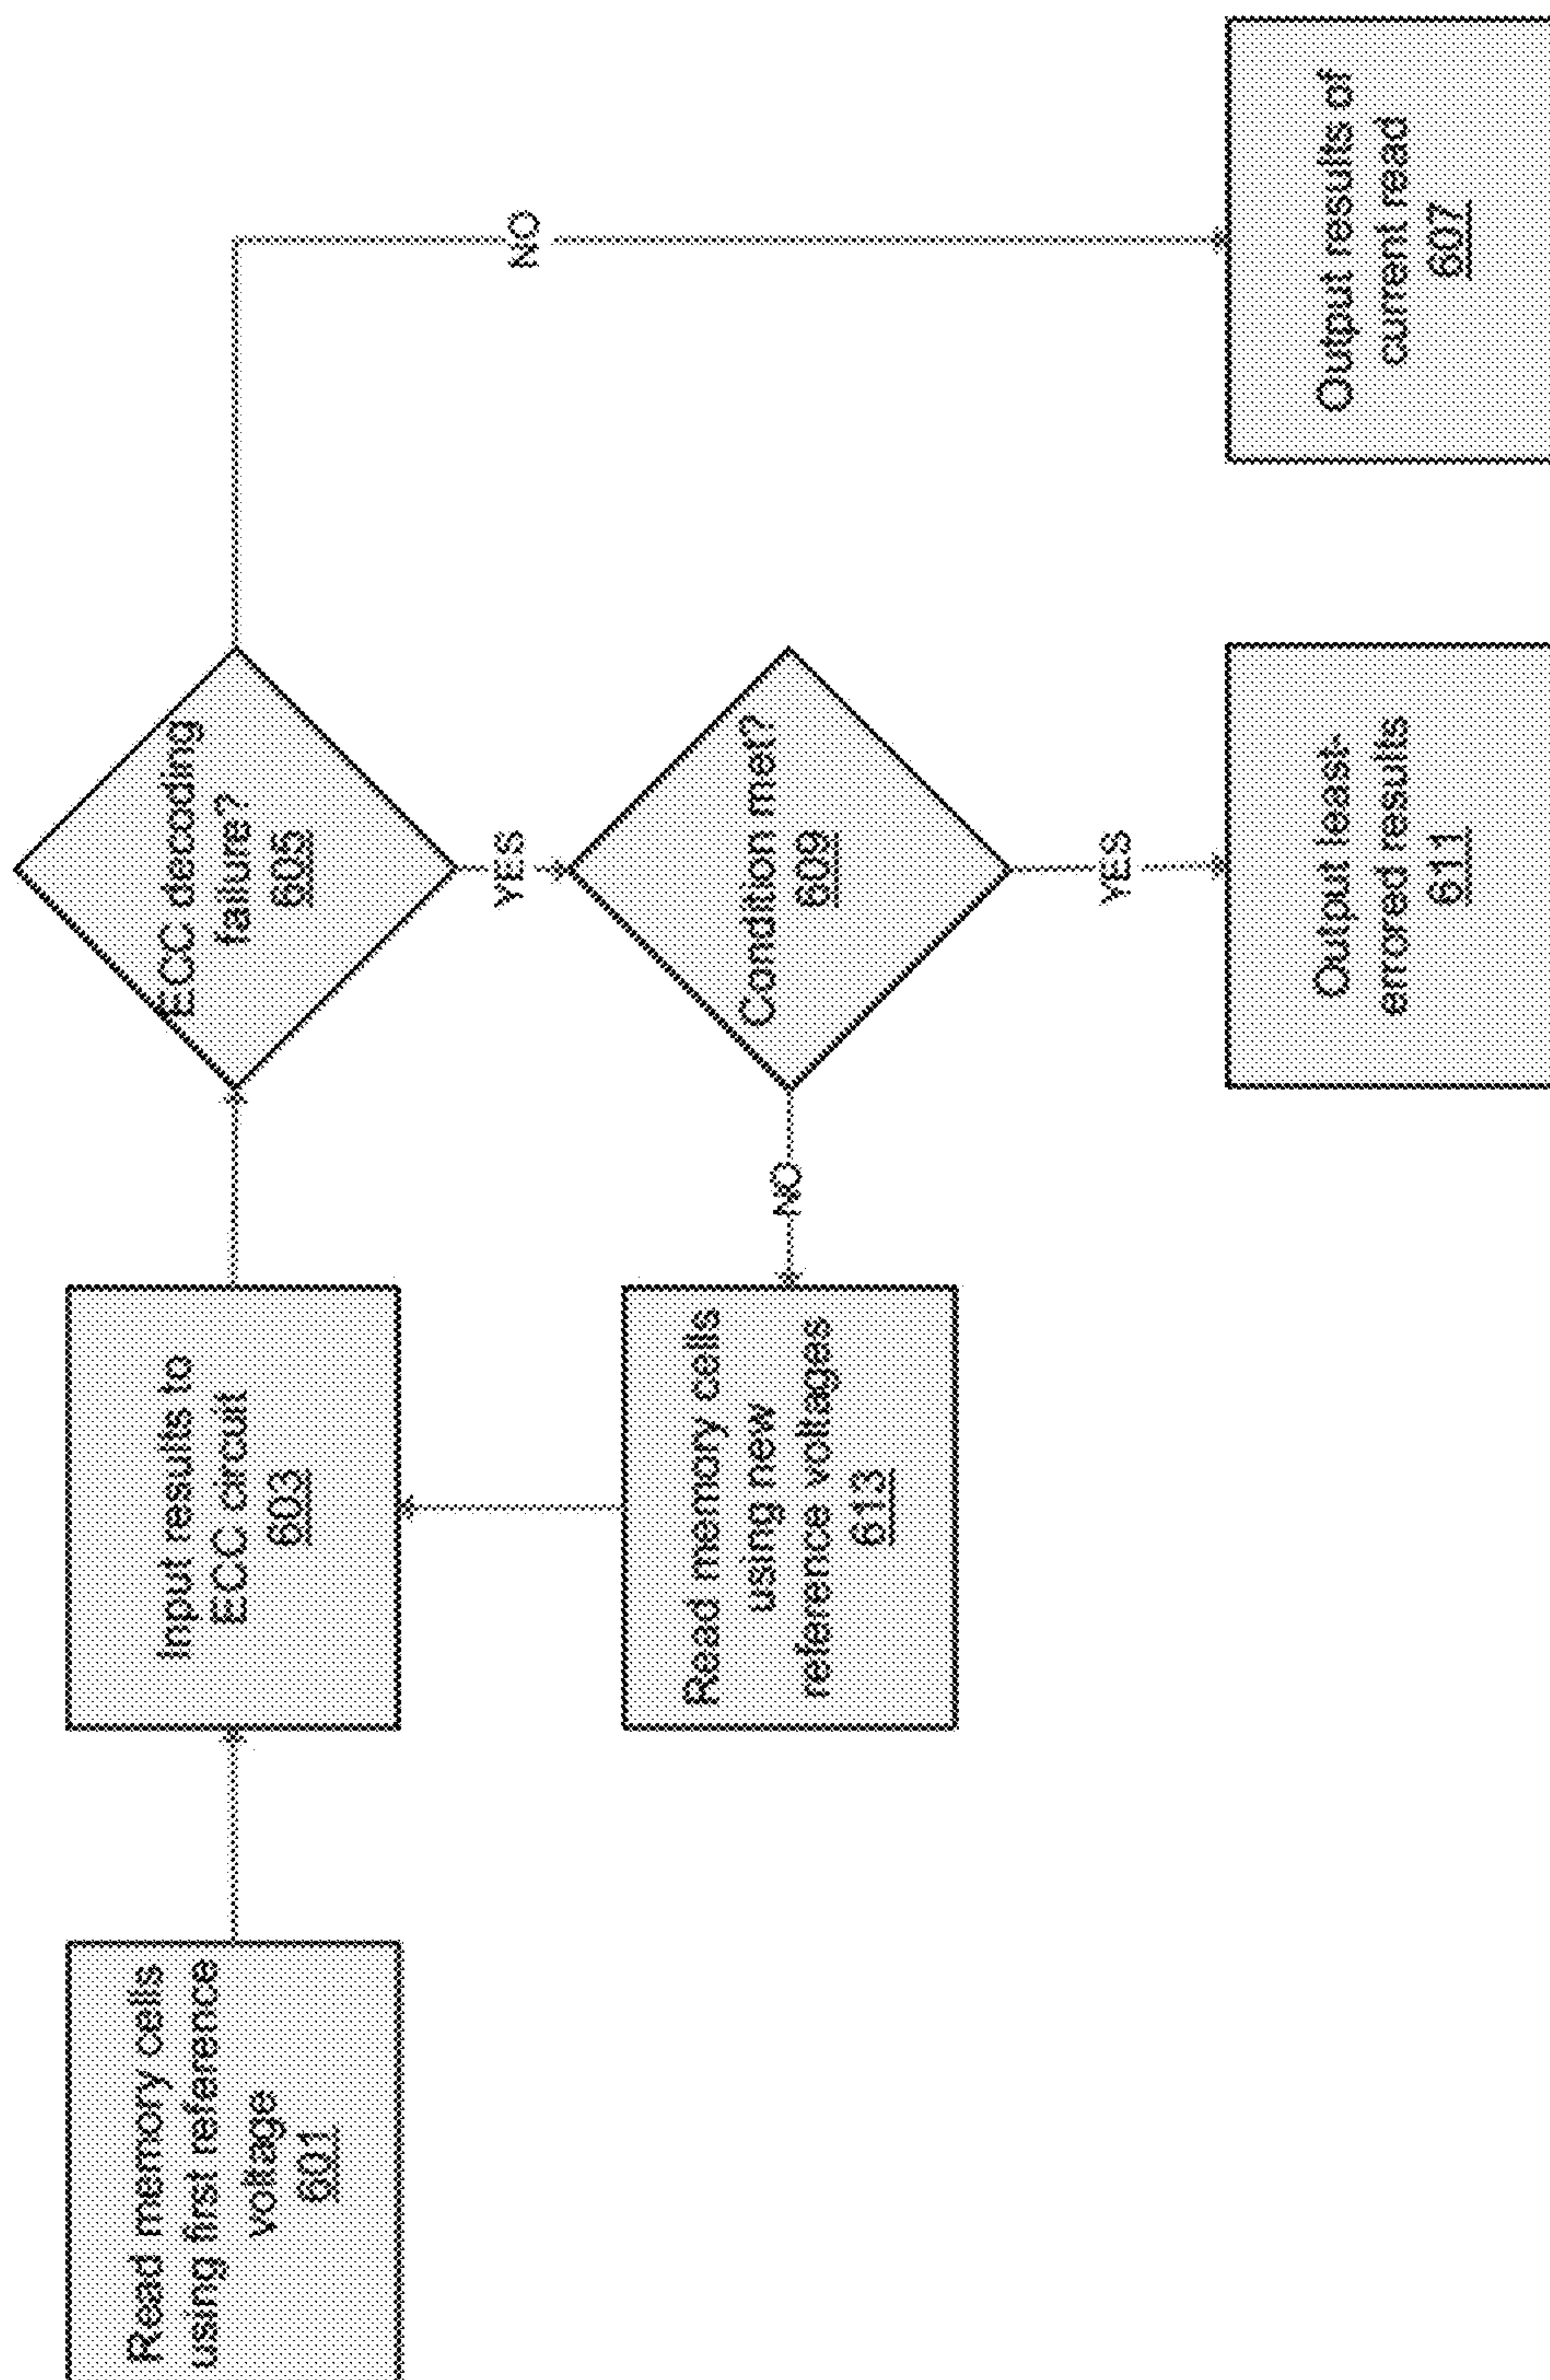 Read memory cells
using first reference
voltage
601
Input results to
ECC circuit
603
ECC decoding
failure?
605
NO
YES
Condition met?
609
NO
YES
Read memory cells
using new
reference voltages
613
Output least-
errored results
611
Output results of
current read
607